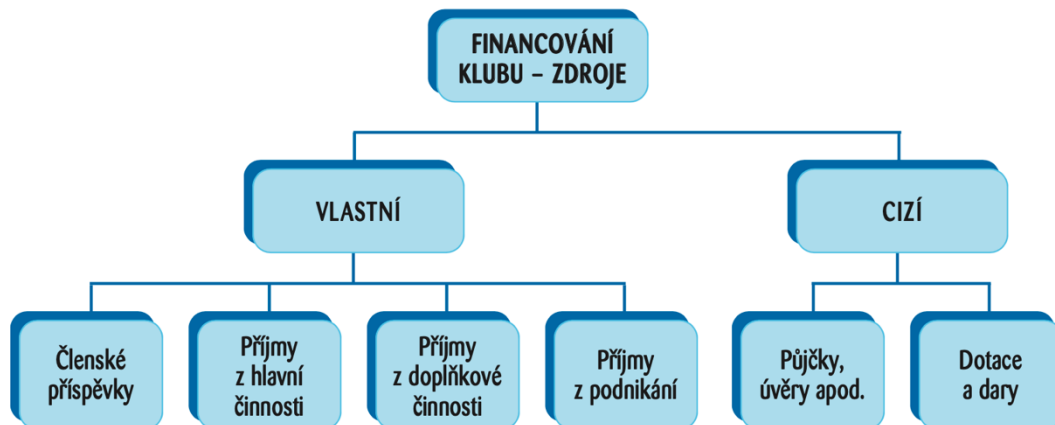 FINANCOVÁNÍ
KLUBU – ZDROJE
VLASTNÍ
CIZÍ
Členské
příspěvky
Příjmy
z hlavní
činnosti
Příjmy
z doplňkové
činnosti
Příjmy
z podnikání
Půjčky,
úvěry apod.
Dotace
a dary